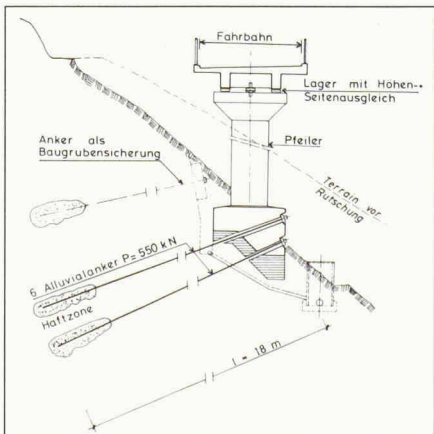 Fahrbahn
Lager mit Höhen-+
Seitenausgleich
Pfeiler
Anker als
Baugrubensicherung
Terrain vor
Rutschung
6 Alluvialanker P= 550 kN
Haftzone
l = 18 m